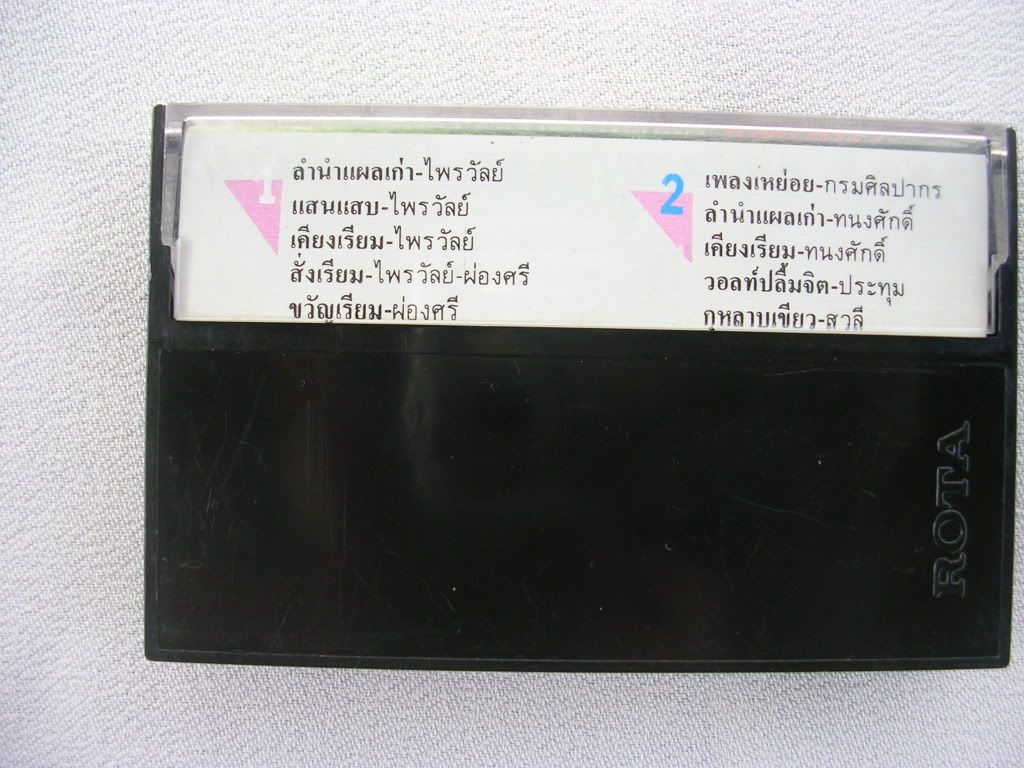 1
ลำนำแผลเก่า-ไพรวัลย์
แสนแสบ-ไพรวัลย์
เคียงเรียม-ไพรวัลย์
สั่งเรียม-ไพรวัลย์-ผ่องศรี
ขวัญเรียม-ผ่องศรี
2
เพลงเหย่อย-กรมศิลปากร
ลำนำแผลเก่า-ทนงศักดิ์
เคียงเรียม-ทนงศักดิ์
วอลท์ปลื้มจิต-ประทุม
กุหลาบเขียว-สวลี
ROTA